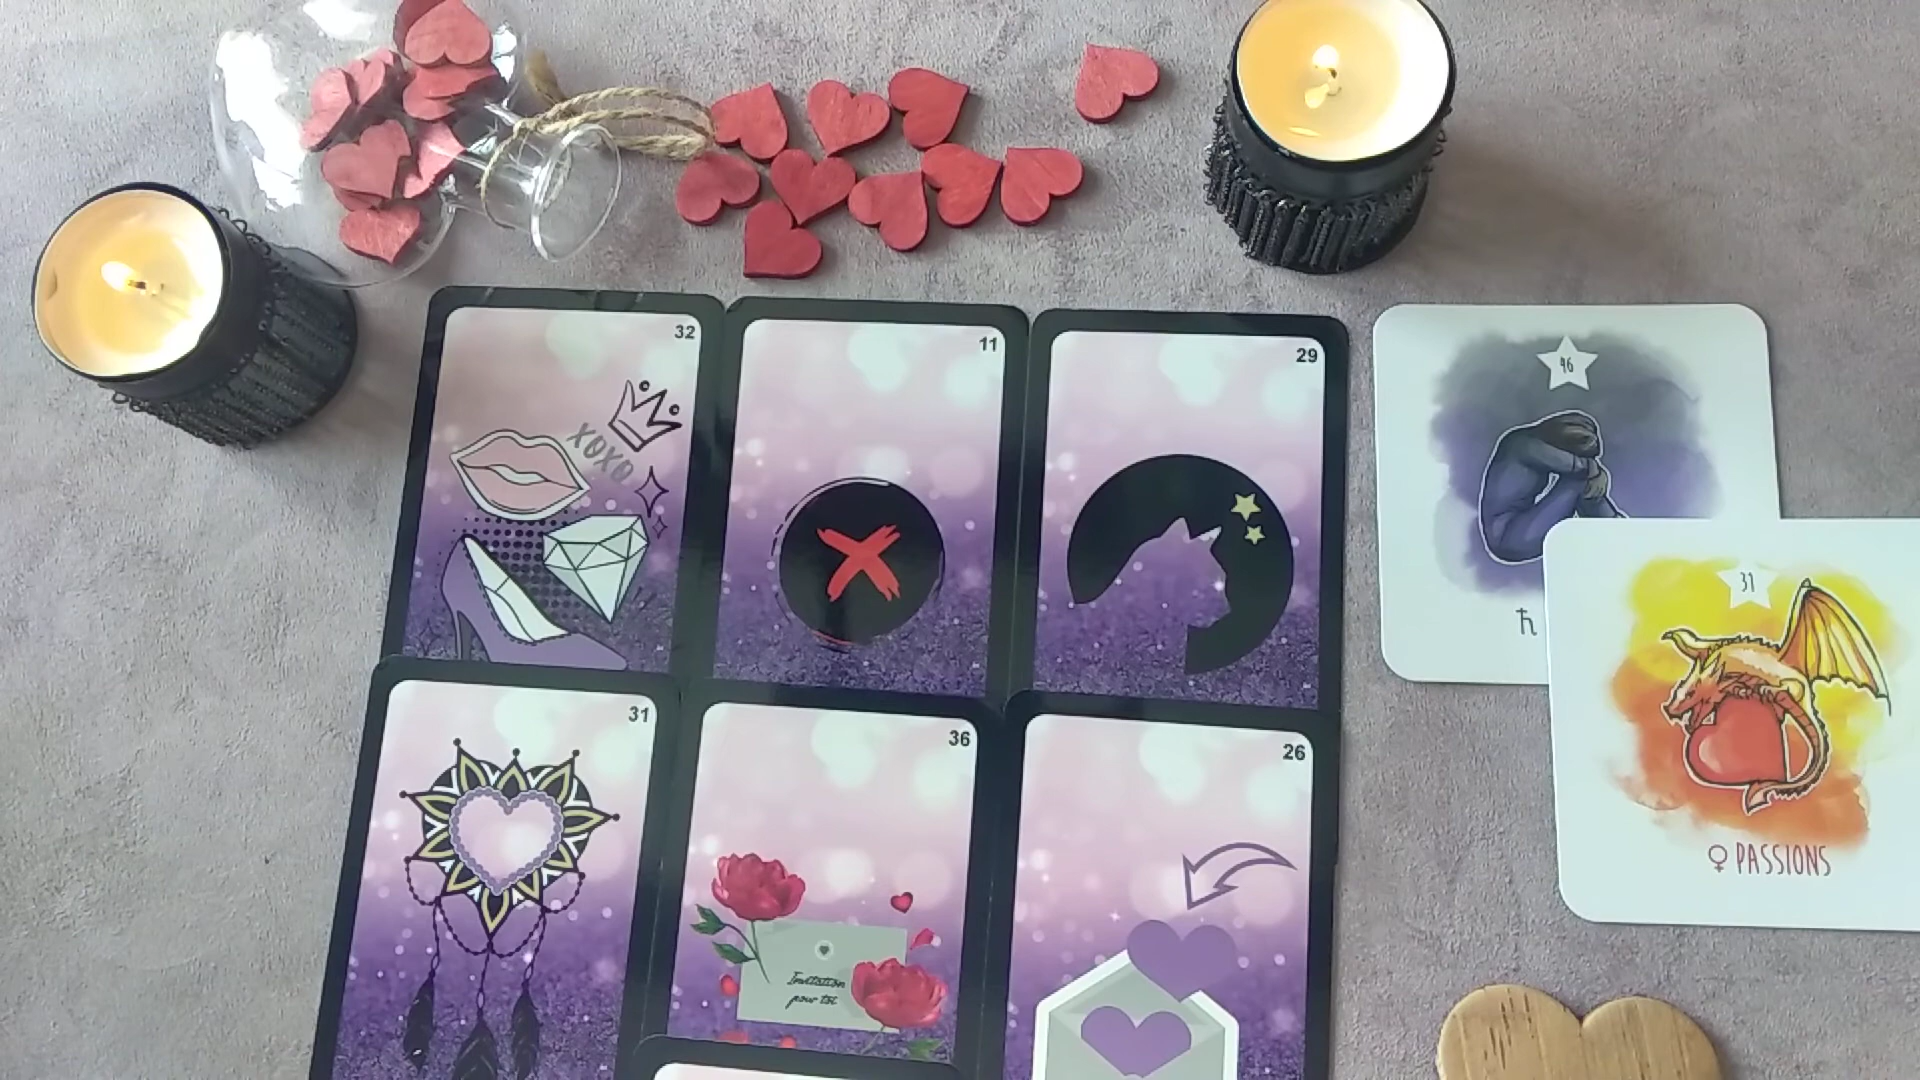 32
XOXO
11
29
46
♄
31
♀ PASSIONS
31
36
Invitation
pour toi
26